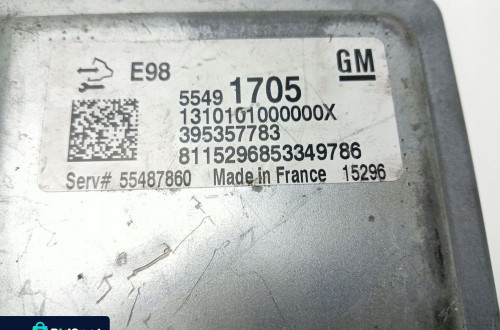 E98
GM
5549 1705
1310101000000X
395357783
8115296853349786
Serv# 55487860 Made in France 15296